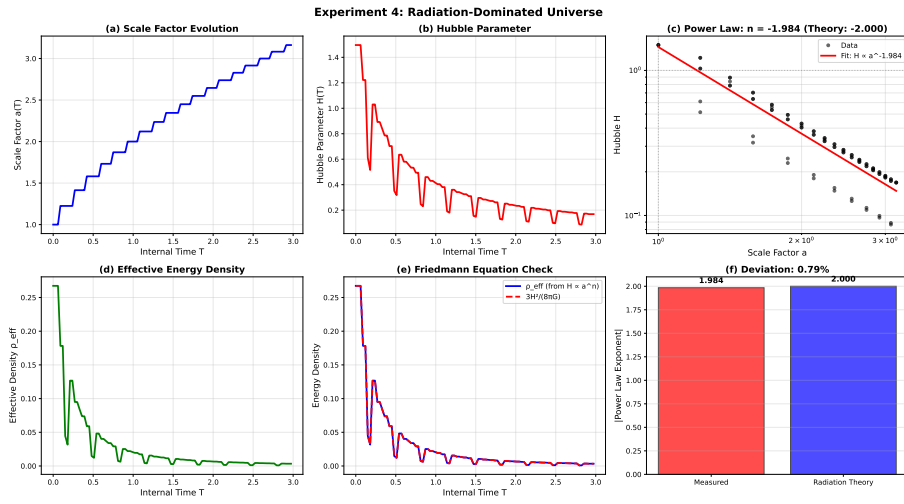 Experiment 4: Radiation-Dominated Universe
(a) Scale Factor Evolution
Scale Factor a(T)
3.0
2.5
2.0
1.5
1.0
0.0 0.5 1.0 1.5 2.0 2.5 3.0
Internal Time T
(b) Hubble Parameter
Hubble Parameter H(T)
1.4
1.2
1.0
0.8
0.6
0.4
0.2
0.0 0.5 1.0 1.5 2.0 2.5 3.0
Internal Time T
(c) Power Law: n = -1.984 (Theory: -2.000)
Data
Fit: H ∝ a^-1.984
Hubble H
10⁰
10⁻¹
10⁰ 2 × 10⁰ 3 × 10⁰
Scale Factor a
(d) Effective Energy Density
Effective Density ρ_eff
0.25
0.20
0.15
0.10
0.05
0.00
0.0 0.5 1.0 1.5 2.0 2.5 3.0
Internal Time T
(e) Friedmann Equation Check
ρ_eff (from H ∝ a^n)
3H²/(8πG)
Energy Density
0.25
0.20
0.15
0.10
0.05
0.00
0.0 0.5 1.0 1.5 2.0 2.5 3.0
Internal Time T
(f) Deviation: 0.79%
1.984 2.000
|Power Law Exponent|
2.00
1.75
1.50
1.25
1.00
0.75
0.50
0.25
0.00
Measured Radiation Theory